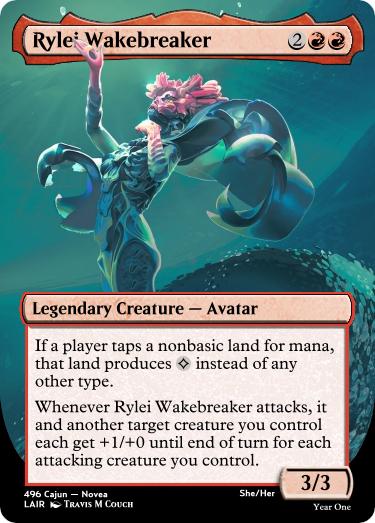 Rylei Wakebreaker 2
Legendary Creature — Avatar
If a player taps a nonbasic land for mana,
that land produces instead of any
other type.
Whenever Rylei Wakebreaker attacks, it
and another target creature you control
each get +1/+0 until end of turn for each
attacking creature you control.
3/3
496 Cajun — Novea She/Her
LAIR Travis M Couch Year One